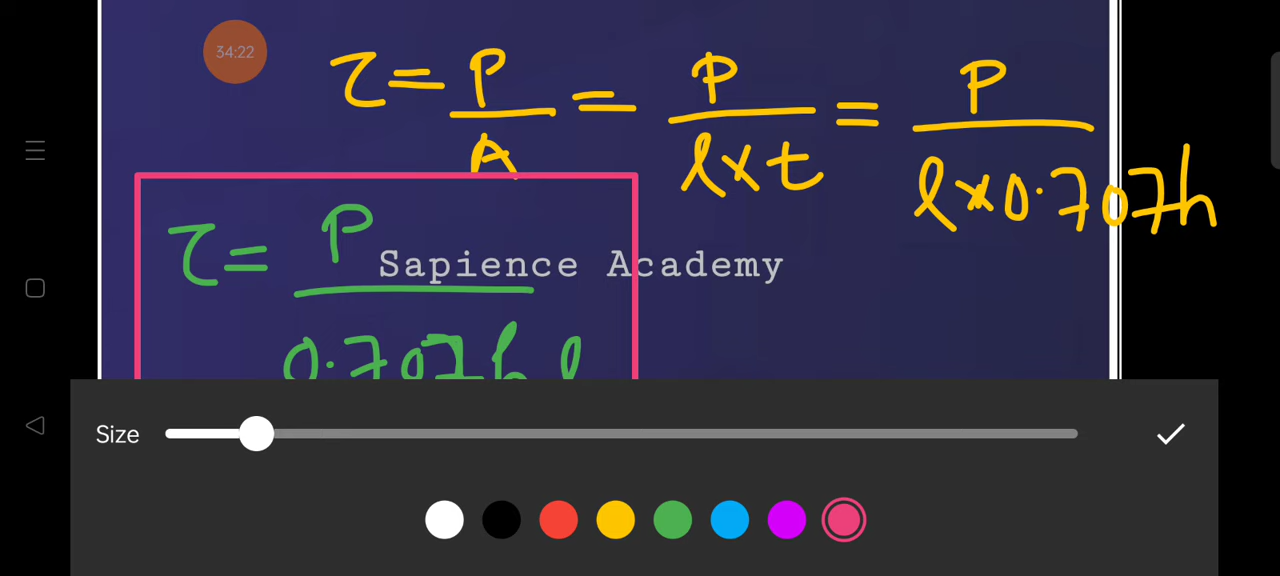 34:22
τ = P/A = P/l×t = P/l×0.707h
τ = P/0.707h l
Sapience Academy
Size